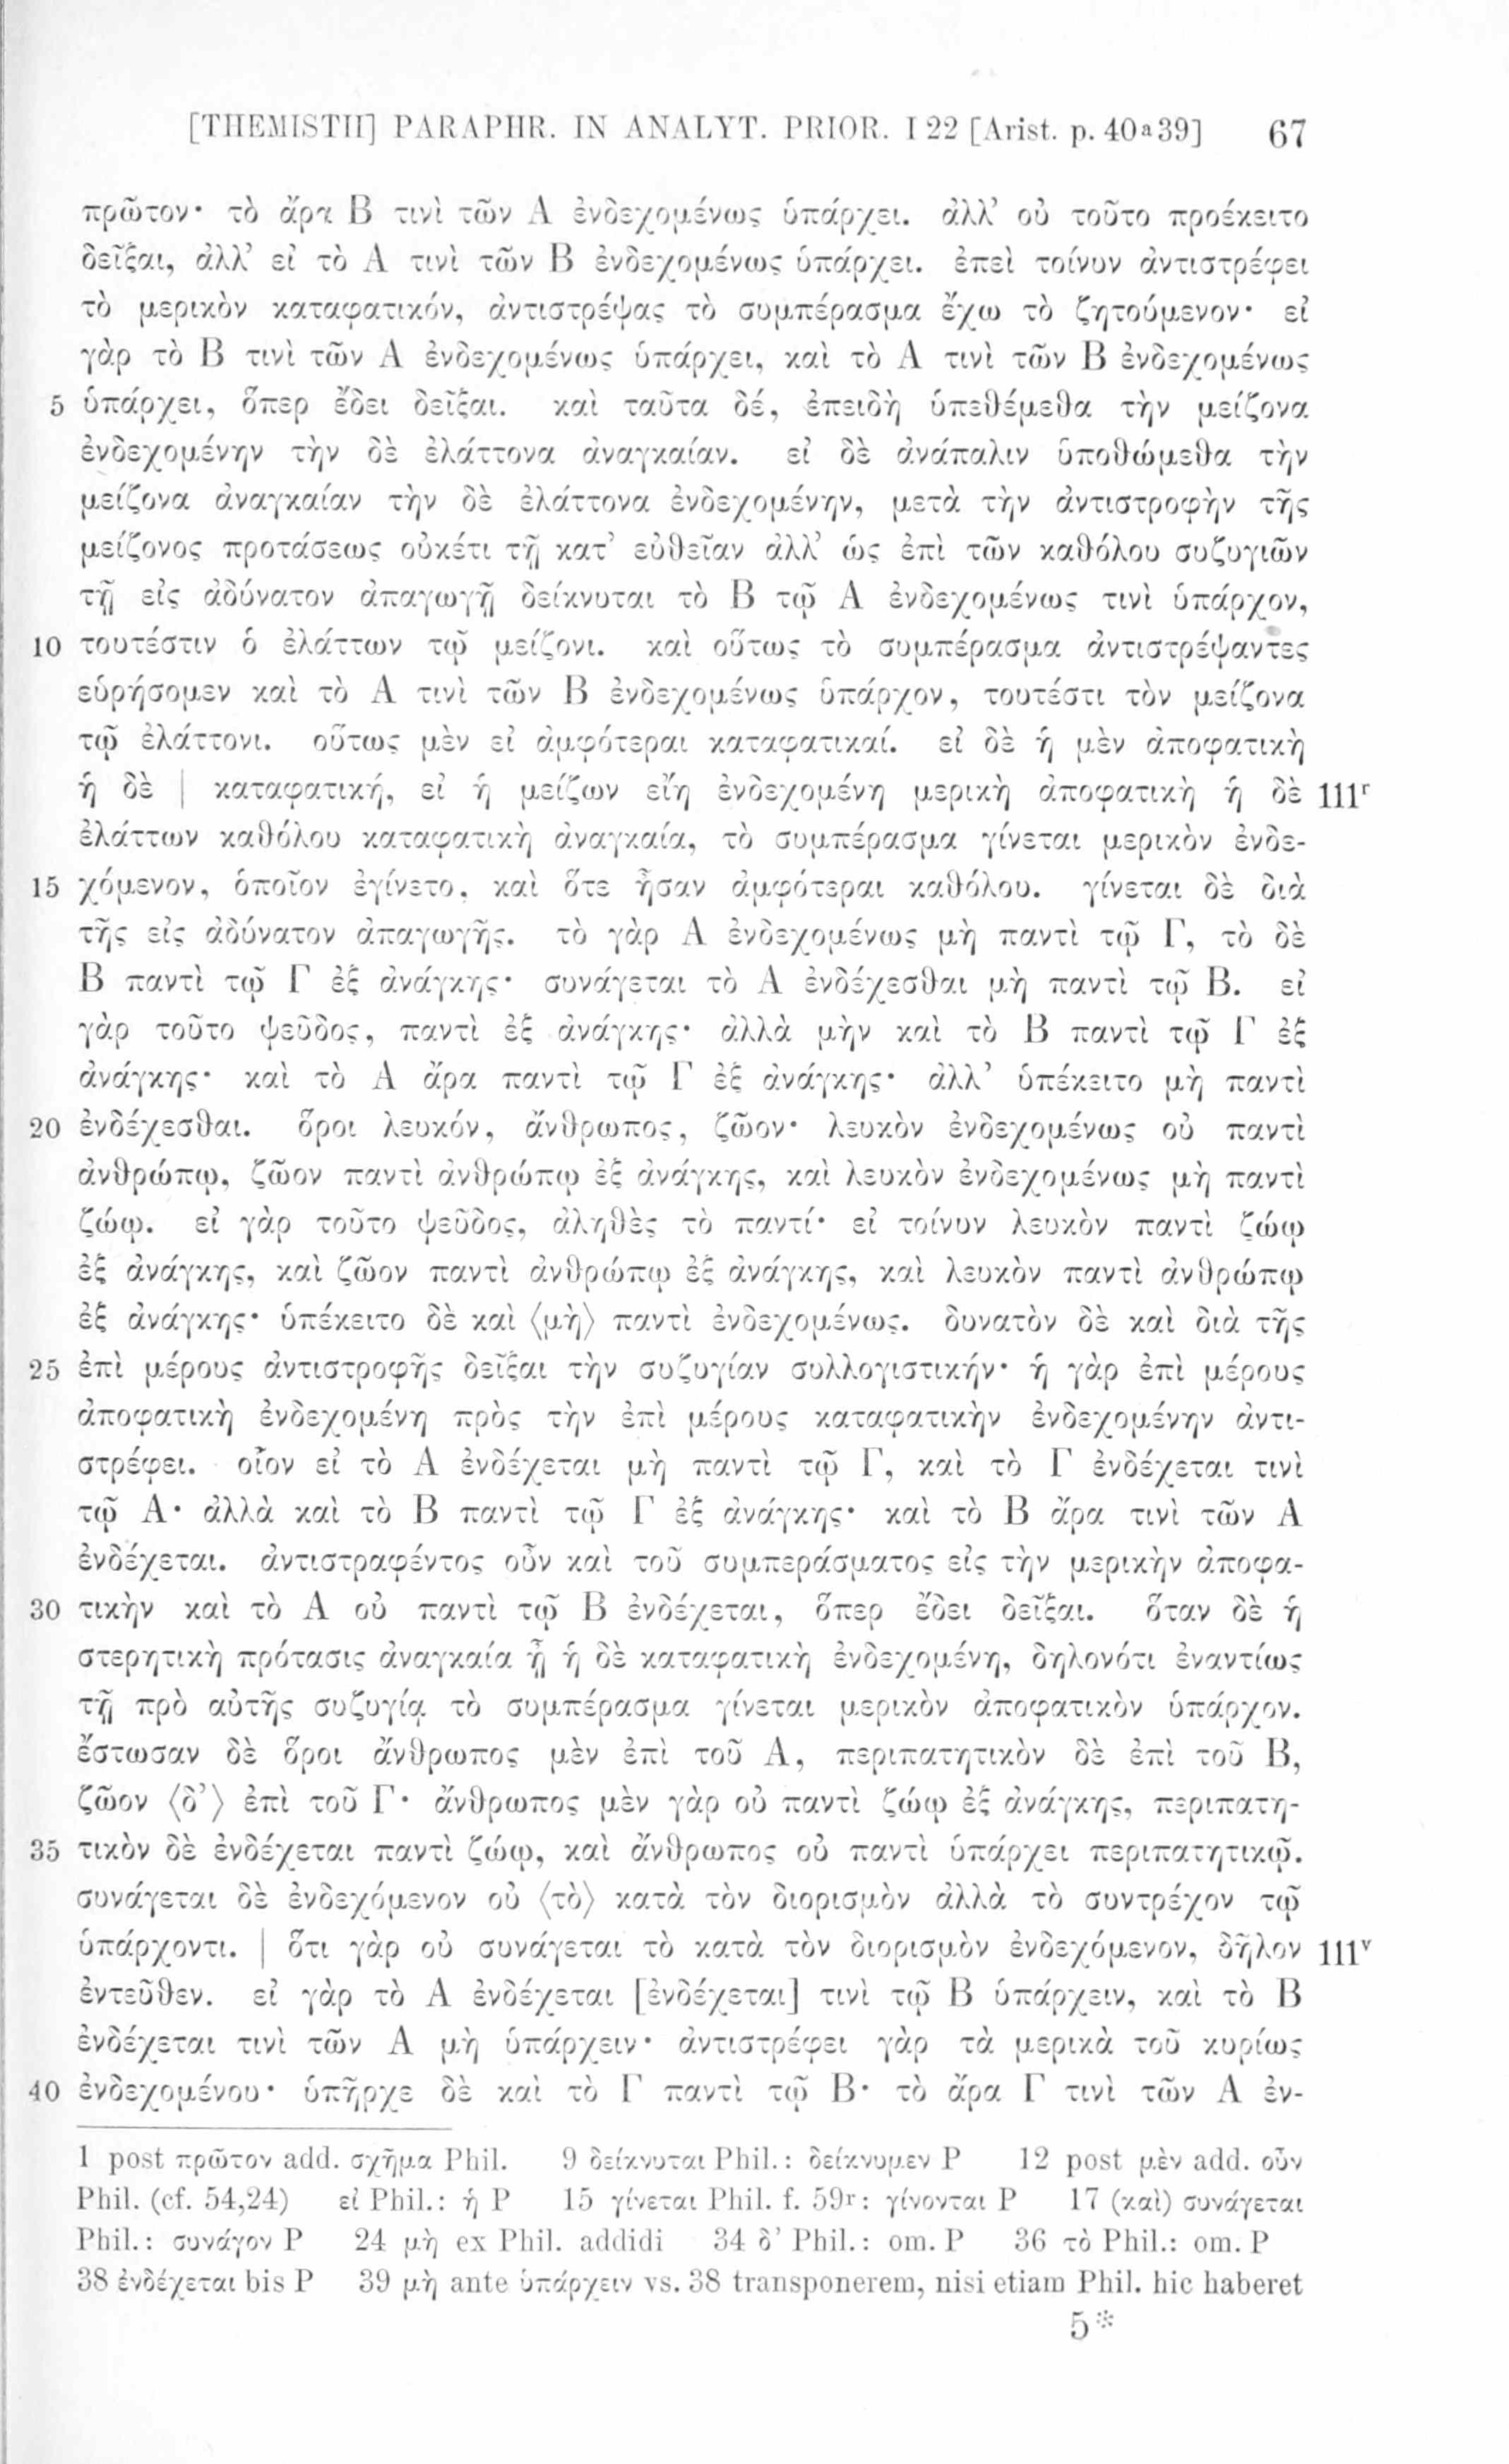 [THEMISTII] PARAPHR. IN ANALYT. PRIOR. I 22 [Arist. p. 40ᵃ39] 67
πρῶτον· τὸ ἄρα Β τινὶ τῶν Α ἐνδεχομένως ὑπάρχει. ἀλλ’ οὐ τοῦτο προέκειτο
δεῖξαι, ἀλλ’ εἰ τὸ Α τινὶ τῶν Β ἐνδεχομένως ὑπάρχει. ἐπεὶ τοίνυν ἀντιστρέφει
τὸ μερικὸν καταφατικόν, ἀντιστρέψας τὸ συμπέρασμα ἔχω τὸ ζητούμενον· εἰ
γὰρ τὸ Β τινὶ τῶν Α ἐνδεχομένως ὑπάρχει, καὶ τὸ Α τινὶ τῶν Β ἐνδεχομένως
5 ὑπάρχει, ὅπερ ἔδει δεῖξαι. καὶ ταῦτα δέ, ἐπειδὴ ὑπεθέμεθα τὴν μείζονα
ἐνδεχομένην τὴν δὲ ἐλάττονα ἀναγκαίαν. εἰ δὲ ἀνάπαλιν ὑποθώμεθα τὴν
μείζονα ἀναγκαίαν τὴν δὲ ἐλάττονα ἐνδεχομένην, μετὰ τὴν ἀντιστροφὴν τῆς
μείζονος προτάσεως οὐκέτι τῇ κατ’ εὐθεῖαν ἀλλ’ ὡς ἐπὶ τῶν καθόλου συζυγιῶν
τῇ εἰς ἀδύνατον ἀπαγωγῇ δείκνυται τὸ Β τῷ Α ἐνδεχομένως τινὶ ὑπάρχον,
10 τουτέστιν ὁ ἐλάττων τῷ μείζονι. καὶ οὕτως τὸ συμπέρασμα ἀντιστρέψαντες
εὑρήσομεν καὶ τὸ Α τινὶ τῶν Β ἐνδεχομένως ὑπάρχον, τουτέστι τὸν μείζονα
τῷ ἐλάττονι. οὕτως μὲν εἰ ἀμφότεραι καταφατικαί. εἰ δὲ ἡ μὲν ἀποφατικὴ
ἡ δὲ | καταφατική, εἰ ἡ μείζων εἴη ἐνδεχομένη μερικὴ ἀποφατικὴ ἡ δὲ 111ʳ
ἐλάττων καθόλου καταφατικὴ ἀναγκαία, τὸ συμπέρασμα γίνεται μερικὸν ἐνδε-
15 χόμενον, ὁποῖον ἐγίνετο, καὶ ὅτε ἦσαν ἀμφότεραι καθόλου. γίνεται δὲ διὰ
τῆς εἰς ἀδύνατον ἀπαγωγῆς. τὸ γὰρ Α ἐνδεχομένως μὴ παντὶ τῷ Γ, τὸ δὲ
Β παντὶ τῷ Γ ἐξ ἀνάγκης· συνάγεται τὸ Α ἐνδέχεσθαι μὴ παντὶ τῷ Β. εἰ
γὰρ τοῦτο ψεῦδος, παντὶ ἐξ ἀνάγκης· ἀλλὰ μὴν καὶ τὸ Β παντὶ τῷ Γ ἐξ
ἀνάγκης· καὶ τὸ Α ἄρα παντὶ τῷ Γ ἐξ ἀνάγκης· ἀλλ’ ὑπέκειτο μὴ παντὶ
20 ἐνδέχεσθαι. ὅροι λευκόν, ἄνθρωπος, ζῷον· λευκὸν ἐνδεχομένως οὐ παντὶ
ἀνθρώπῳ, ζῷον παντὶ ἀνθρώπῳ ἐξ ἀνάγκης, καὶ λευκὸν ἐνδεχομένως μὴ παντὶ
ζώῳ. εἰ γὰρ τοῦτο ψεῦδος, ἀληθὲς τὸ παντί· εἰ τοίνυν λευκὸν παντὶ ζώῳ
ἐξ ἀνάγκης, καὶ ζῷον παντὶ ἀνθρώπῳ ἐξ ἀνάγκης, καὶ λευκὸν παντὶ ἀνθρώπῳ
ἐξ ἀνάγκης· ὑπέκειτο δὲ καὶ ⟨μὴ⟩ παντὶ ἐνδεχομένως. δυνατὸν δὲ καὶ διὰ τῆς
25 ἐπὶ μέρους ἀντιστροφῆς δεῖξαι τὴν συζυγίαν συλλογιστικήν· ἡ γὰρ ἐπὶ μέρους
ἀποφατικὴ ἐνδεχομένη πρὸς τὴν ἐπὶ μέρους καταφατικὴν ἐνδεχομένην ἀντι-
στρέφει. οἷον εἰ τὸ Α ἐνδέχεται μὴ παντὶ τῷ Γ, καὶ τὸ Γ ἐνδέχεται τινὶ
τῷ Α· ἀλλὰ καὶ τὸ Β παντὶ τῷ Γ ἐξ ἀνάγκης· καὶ τὸ Β ἄρα τινὶ τῶν Α
ἐνδέχεται. ἀντιστραφέντος οὖν καὶ τοῦ συμπεράσματος εἰς τὴν μερικὴν ἀποφα-
30 τικὴν καὶ τὸ Α οὐ παντὶ τῷ Β ἐνδέχεται, ὅπερ ἔδει δεῖξαι. ὅταν δὲ ἡ
στερητικὴ πρότασις ἀναγκαία ᾖ ἡ δὲ καταφατικὴ ἐνδεχομένη, δηλονότι ἐναντίως
τῇ πρὸ αὐτῆς συζυγίᾳ τὸ συμπέρασμα γίνεται μερικὸν ἀποφατικὸν ὑπάρχον.
ἔστωσαν δὲ ὅροι ἄνθρωπος μὲν ἐπὶ τοῦ Α, περιπατητικὸν δὲ ἐπὶ τοῦ Β,
ζῷον ⟨δ’⟩ ἐπὶ τοῦ Γ· ἄνθρωπος μὲν γὰρ οὐ παντὶ ζώῳ ἐξ ἀνάγκης, περιπατη-
35 τικὸν δὲ ἐνδέχεται παντὶ ζώῳ, καὶ ἄνθρωπος οὐ παντὶ ὑπάρχει περιπατητικῷ.
συνάγεται δὲ ἐνδεχόμενον οὐ ⟨τὸ⟩ κατὰ τὸν διορισμὸν ἀλλὰ τὸ συντρέχον τῷ
ὑπάρχοντι. | ὅτι γὰρ οὐ συνάγεται τὸ κατὰ τὸν διορισμὸν ἐνδεχόμενον, δῆλον 111ᵛ
ἐντεῦθεν. εἰ γὰρ τὸ Α ἐνδέχεται [ἐνδέχεται] τινὶ τῷ Β ὑπάρχειν, καὶ τὸ Β
ἐνδέχεται τινὶ τῶν Α μὴ ὑπάρχειν· ἀντιστρέφει γὰρ τὰ μερικὰ τοῦ κυρίως
40 ἐνδεχομένου· ὑπῆρχε δὲ καὶ τὸ Γ παντὶ τῷ Β· τὸ ἄρα Γ τινὶ τῶν Α ἐν-
1 post πρῶτον add. σχῆμα Phil. 9 δείκνυται Phil.: δείκνυμεν P 12 post μὲν add. οὖν
Phil. (cf. 54,24) εἰ Phil.: ἡ P 15 γίνεται Phil. f. 59ʳ: γίνονται P 17 (καὶ) συνάγεται
Phil.: συνάγον P 24 μὴ ex Phil. addidi 34 δ’ Phil.: om. P 36 τὸ Phil.: om. P
38 ἐνδέχεται bis P 39 μὴ ante ὑπάρχειν vs. 38 transponerem, nisi etiam Phil. hic haberet
5*